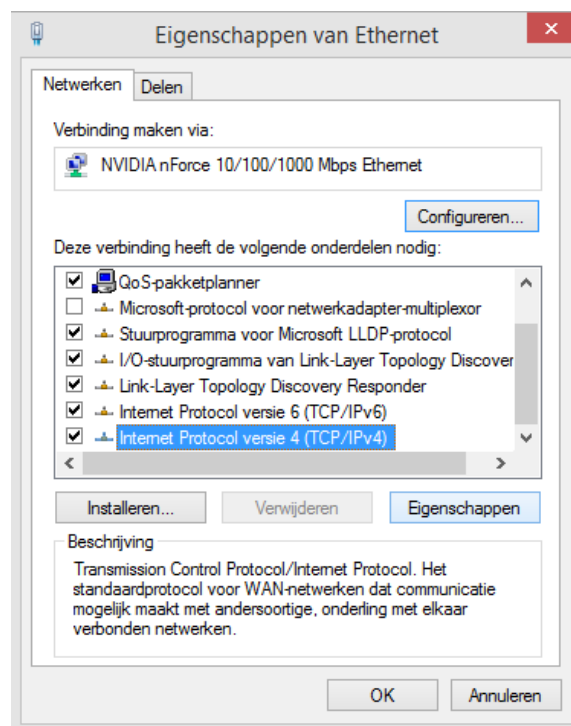 Eigenschappen van Ethernet
Netwerken Delen
Verbinding maken via:
NVIDIA nForce 10/100/1000 Mbps Ethernet
Configureren...
Deze verbinding heeft de volgende onderdelen nodig:
QoS-pakketplanner
Microsoft-protocol voor netwerkadapter-multiplexor
Stuurprogramma voor Microsoft LLDP-protocol
I/O-stuurprogramma van Link-Layer Topology Discover
Link-Layer Topology Discovery Responder
Internet Protocol versie 6 (TCP/IPv6)
Internet Protocol versie 4 (TCP/IPv4)
Installeren... Verwijderen Eigenschappen
Beschrijving
Transmission Control Protocol/Internet Protocol. Het
standaardprotocol voor WAN-netwerken dat communicatie
mogelijk maakt met andersoortige, onderling met elkaar
verbonden netwerken.
OK Annuleren